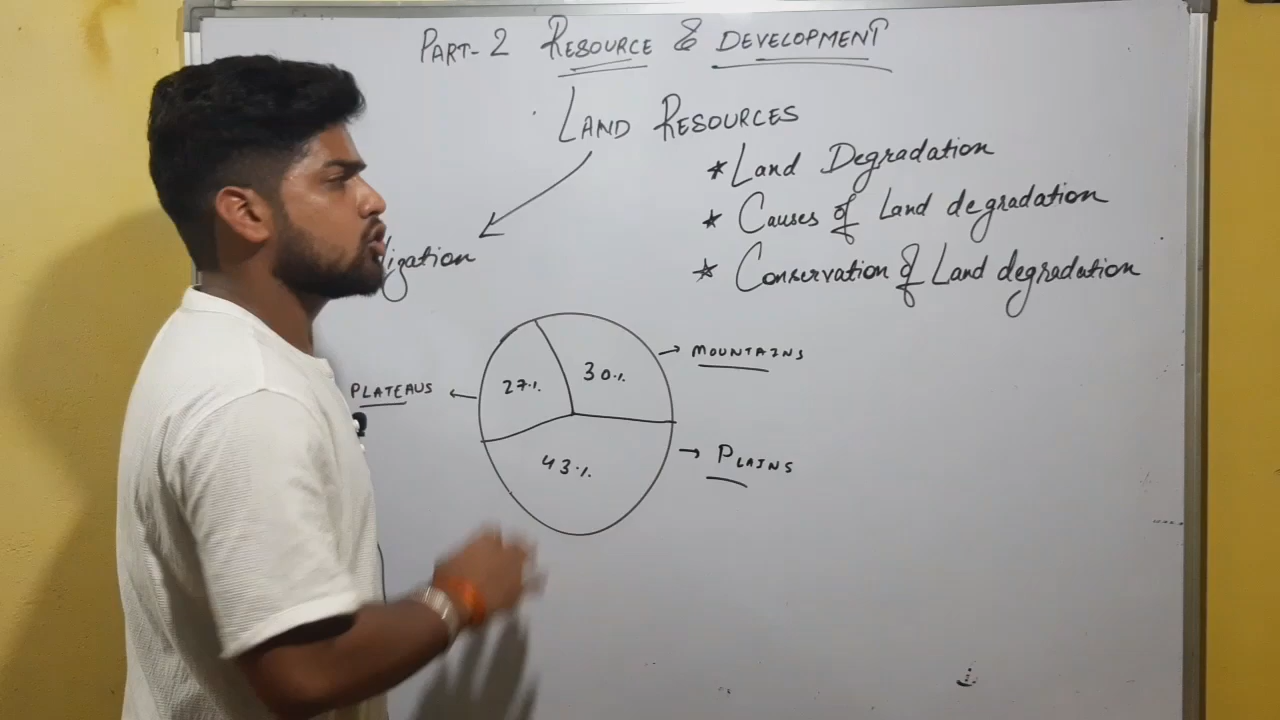 PART-2 RESOURCE & DEVELOPMENT
LAND RESOURCES
* Land Degradation
* Causes of Land degradation
* Conservation of Land degradation
27%
30%
43%
MOUNTAINS
PLATEAUS
PLAINS